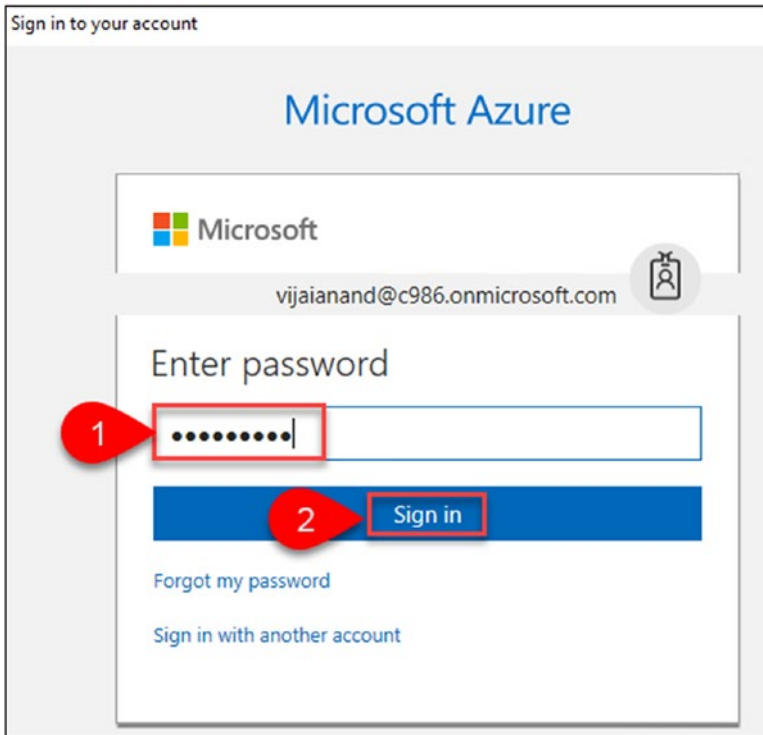 Sign in to your account
Microsoft Azure
Microsoft
vijaianand@c986.onmicrosoft.com
Enter password
1
•••••••••
2
Sign in
Forgot my password
Sign in with another account